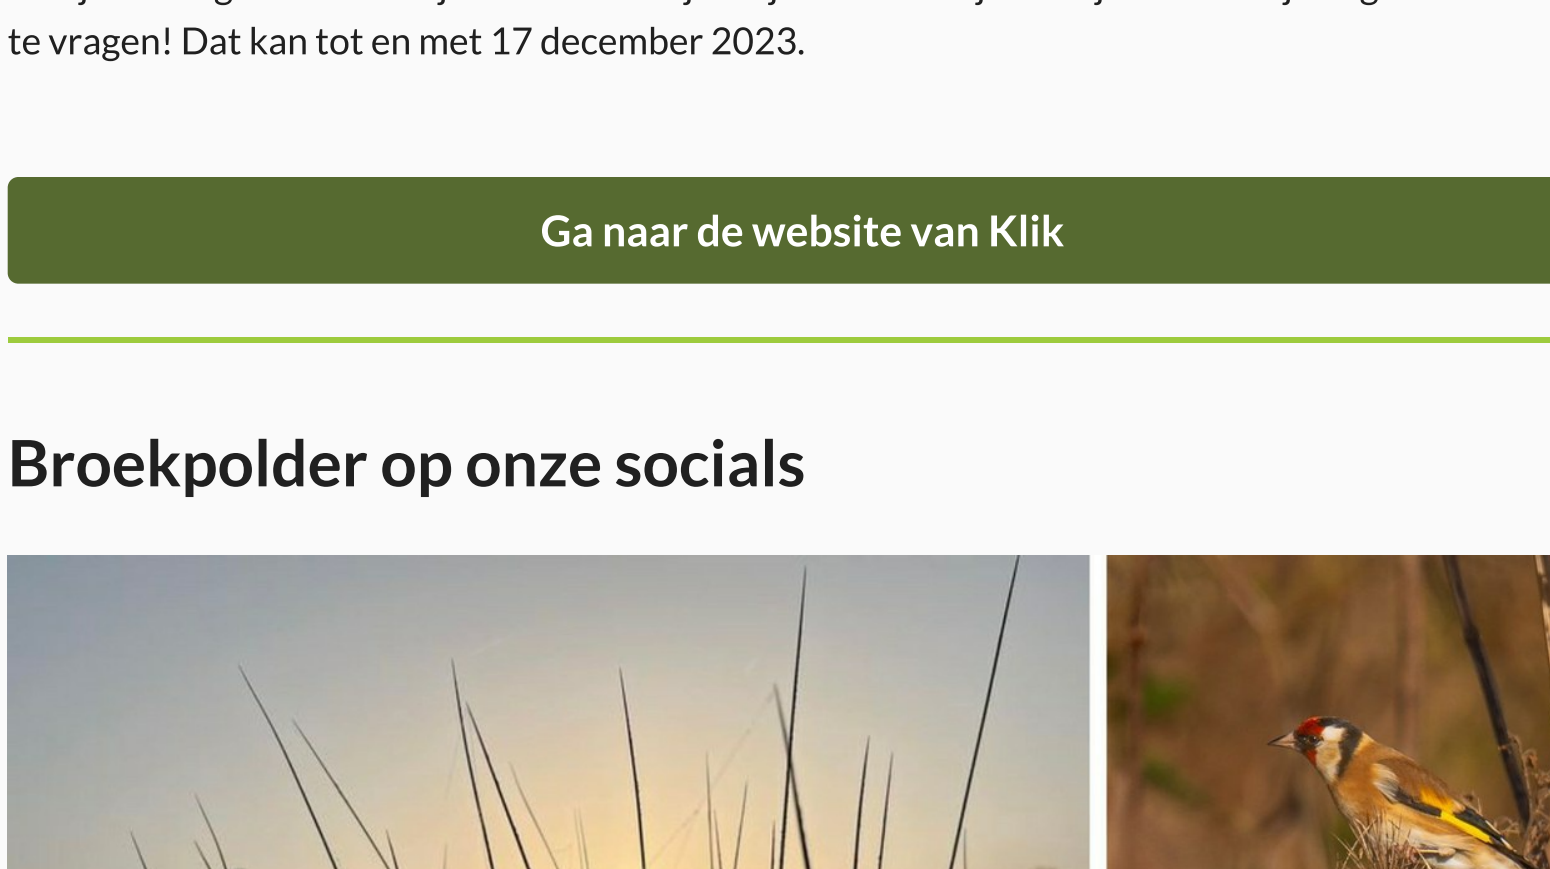 te vragen! Dat kan tot en met 17 december 2023.
Ga naar de website van Klik
Broekpolder op onze socials